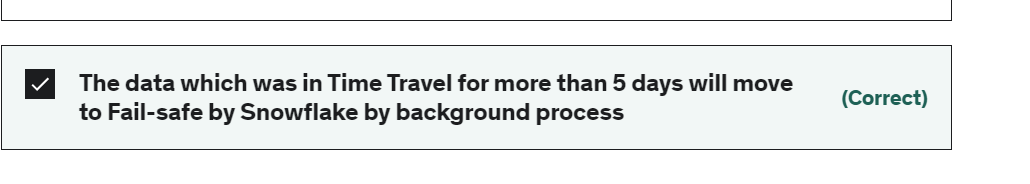 The data which was in Time Travel for more than 5 days will move
to Fail-safe by Snowflake by background process
(Correct)